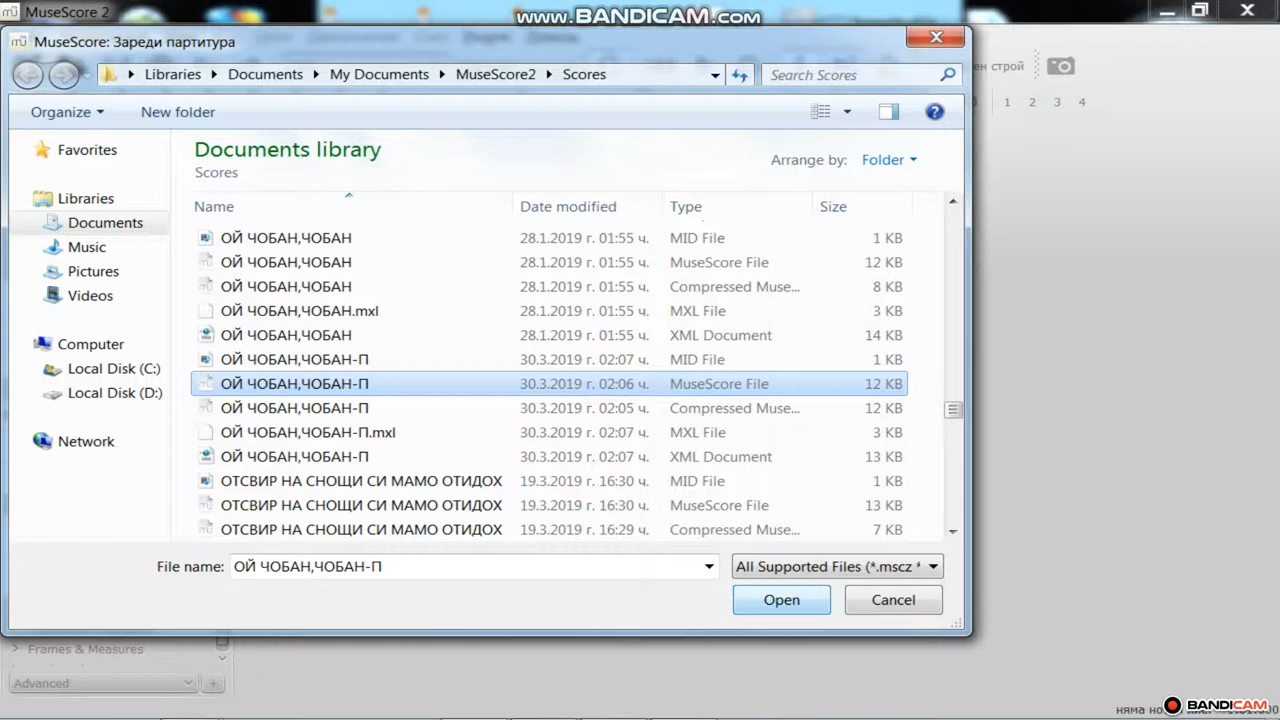 MuseScore 2
www.BANDICAM.com
MuseScore: Зареди партитура
Libraries Documents My Documents MuseScore2 Scores
Search Scores
ен строй
1 2 3 4
Organize New folder
Favorites
Libraries
Documents
Music
Pictures
Videos
Computer
Local Disk (C:)
Local Disk (D:)
Network
Documents library
Scores
Arrange by: Folder
Name Date modified Type Size
ОЙ ЧОБАН,ЧОБАН 28.1.2019 г. 01:55 ч. MID File 1 KB
ОЙ ЧОБАН,ЧОБАН 28.1.2019 г. 01:55 ч. MuseScore File 12 KB
ОЙ ЧОБАН,ЧОБАН 28.1.2019 г. 01:55 ч. Compressed Muse... 8 KB
ОЙ ЧОБАН,ЧОБАН.mxl 28.1.2019 г. 01:55 ч. MXL File 3 KB
ОЙ ЧОБАН,ЧОБАН 28.1.2019 г. 01:55 ч. XML Document 14 KB
ОЙ ЧОБАН,ЧОБАН-П 30.3.2019 г. 02:07 ч. MID File 1 KB
ОЙ ЧОБАН,ЧОБАН-П 30.3.2019 г. 02:06 ч. MuseScore File 12 KB
ОЙ ЧОБАН,ЧОБАН-П 30.3.2019 г. 02:05 ч. Compressed Muse... 12 KB
ОЙ ЧОБАН,ЧОБАН-П.mxl 30.3.2019 г. 02:07 ч. MXL File 3 KB
ОЙ ЧОБАН,ЧОБАН-П 30.3.2019 г. 02:07 ч. XML Document 13 KB
ОТСВИР НА СНОЩИ СИ МАМО ОТИДОХ 19.3.2019 г. 16:30 ч. MID File 1 KB
ОТСВИР НА СНОЩИ СИ МАМО ОТИДОХ 19.3.2019 г. 16:30 ч. MuseScore File 13 KB
ОТСВИР НА СНОЩИ СИ МАМО ОТИДОХ 19.3.2019 г. 16:29 ч. Compressed Muse... 7 KB
File name: ОЙ ЧОБАН,ЧОБАН-П All Supported Files (*.mscz *
Open Cancel
Frames & Measures
Advanced
няма
BANDICAM